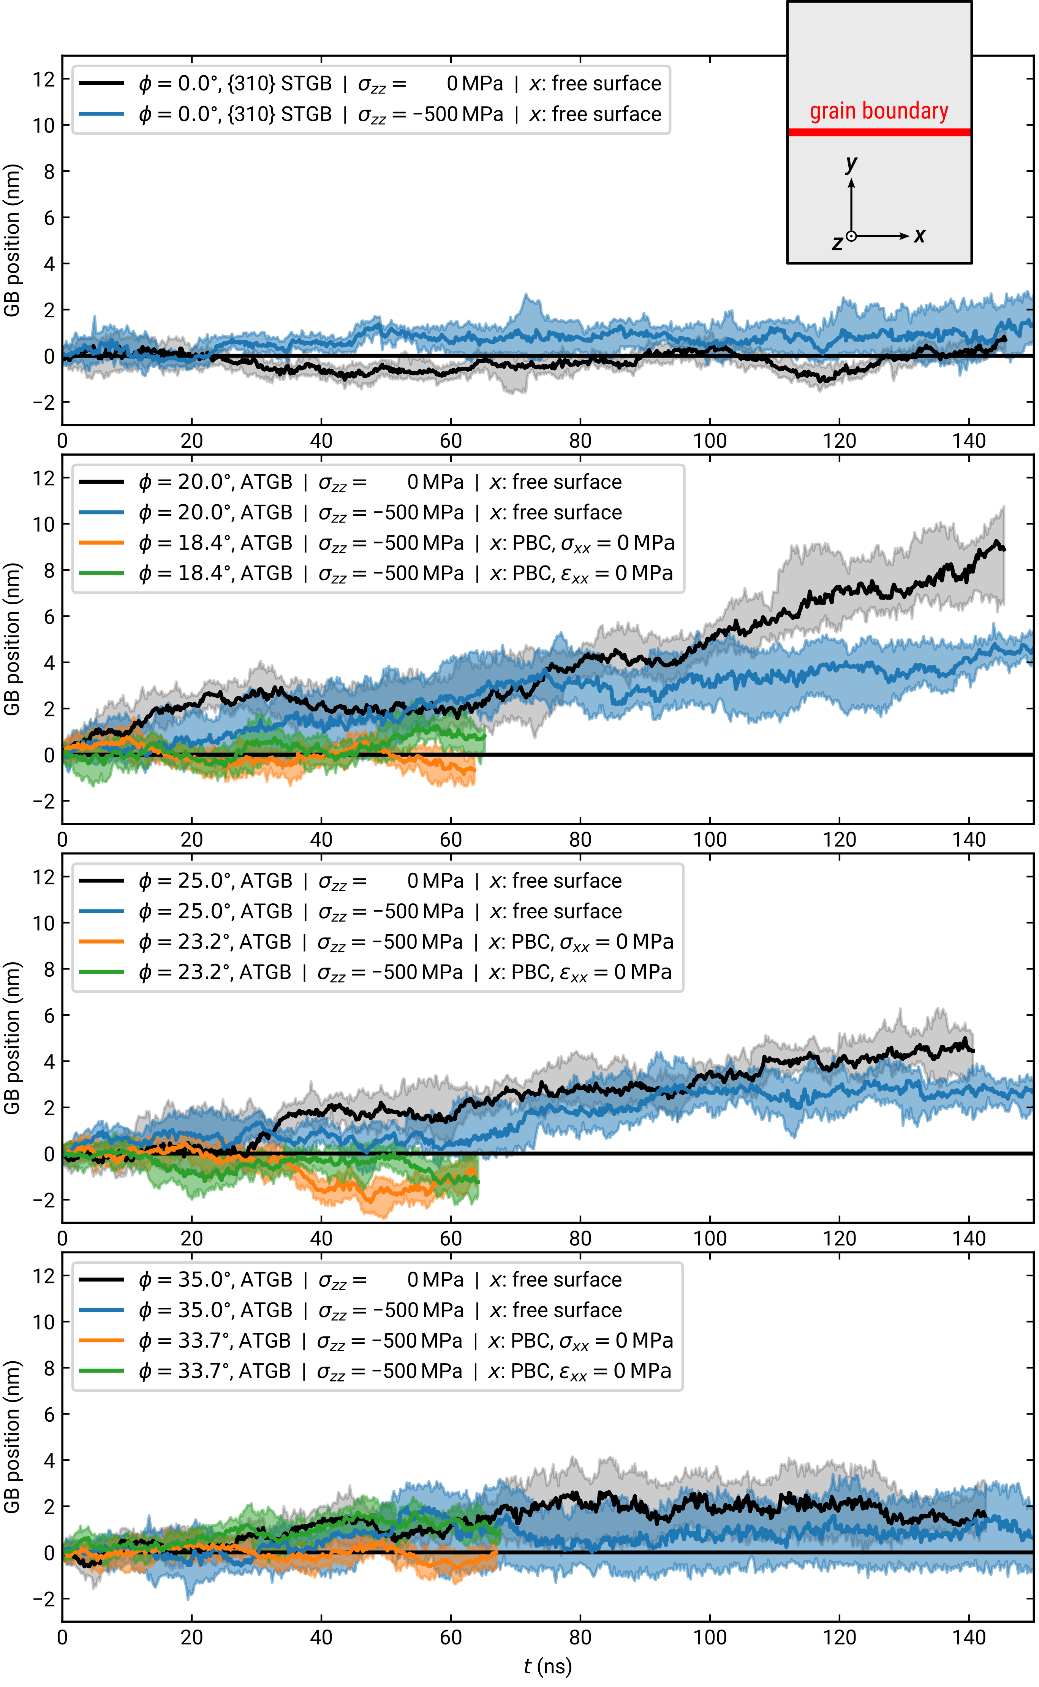 ϕ = 0.0°, {310} STGB | σzz = 0 MPa | x: free surface
ϕ = 0.0°, {310} STGB | σzz = −500 MPa | x: free surface
grain boundary
y
z
x
GB position (nm)
12
10
8
6
4
2
0
−2
0 20 40 60 80 100 120 140
ϕ = 20.0°, ATGB | σzz = 0 MPa | x: free surface
ϕ = 20.0°, ATGB | σzz = −500 MPa | x: free surface
ϕ = 18.4°, ATGB | σzz = −500 MPa | x: PBC, σxx = 0 MPa
ϕ = 18.4°, ATGB | σzz = −500 MPa | x: PBC, εxx = 0 MPa
GB position (nm)
12
10
8
6
4
2
0
−2
0 20 40 60 80 100 120 140
ϕ = 25.0°, ATGB | σzz = 0 MPa | x: free surface
ϕ = 25.0°, ATGB | σzz = −500 MPa | x: free surface
ϕ = 23.2°, ATGB | σzz = −500 MPa | x: PBC, σxx = 0 MPa
ϕ = 23.2°, ATGB | σzz = −500 MPa | x: PBC, εxx = 0 MPa
GB position (nm)
12
10
8
6
4
2
0
−2
0 20 40 60 80 100 120 140
ϕ = 35.0°, ATGB | σzz = 0 MPa | x: free surface
ϕ = 35.0°, ATGB | σzz = −500 MPa | x: free surface
ϕ = 33.7°, ATGB | σzz = −500 MPa | x: PBC, σxx = 0 MPa
ϕ = 33.7°, ATGB | σzz = −500 MPa | x: PBC, εxx = 0 MPa
GB position (nm)
12
10
8
6
4
2
0
−2
0 20 40 60 80 100 120 140
t (ns)